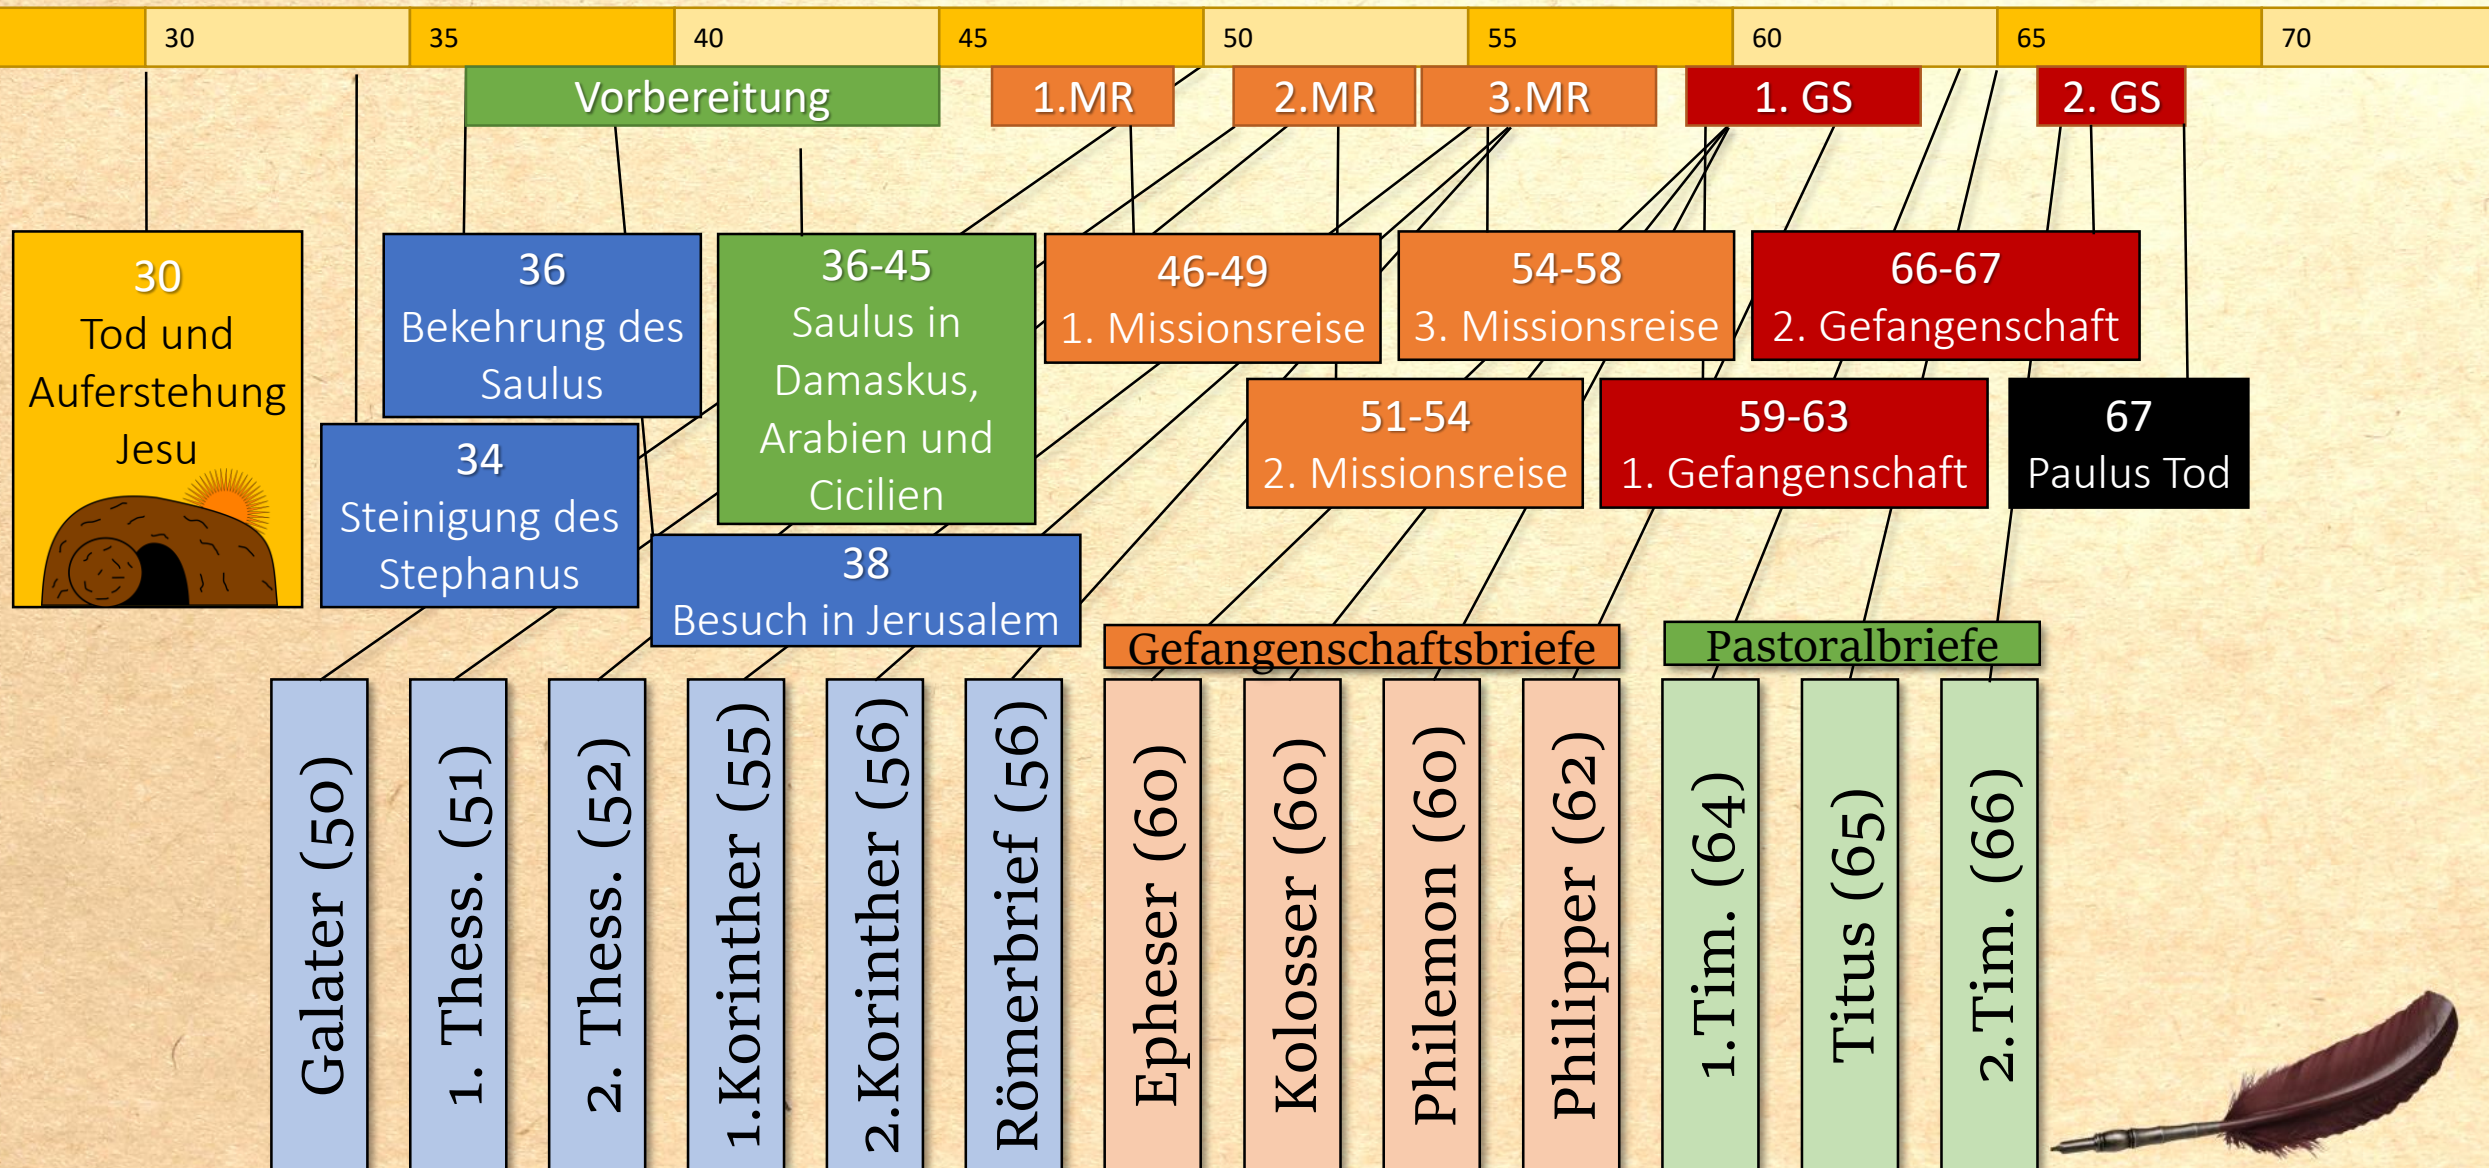 30
35
40
45
50
55
60
65
70
Vorbereitung
1.MR
2.MR
3.MR
1. GS
2. GS
30
Tod und
Auferstehung
Jesu
36
Bekehrung des
Saulus
34
Steinigung des
Stephanus
36-45
Saulus in
Damaskus,
Arabien und
Cicilien
38
Besuch in Jerusalem
46-49
1. Missionsreise
51-54
2. Missionsreise
54-58
3. Missionsreise
59-63
1. Gefangenschaft
66-67
2. Gefangenschaft
67
Paulus Tod
Gefangenschaftsbriefe
Pastoralbriefe
Galater (50)
1. Thess. (51)
2. Thess. (52)
1.Korinther (55)
2.Korinther (56)
Römerbrief (56)
Epheser (60)
Kolosser (60)
Philemon (60)
Philipper (62)
1.Tim. (64)
Titus (65)
2.Tim. (66)